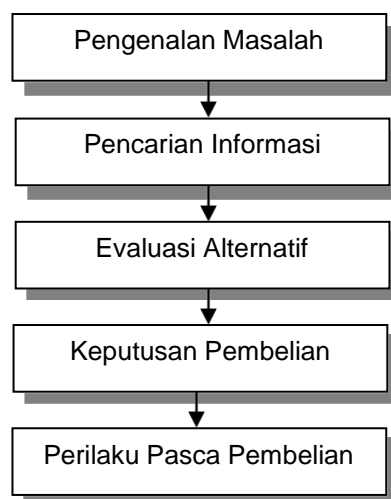 Pengenalan Masalah
Pencarian Informasi
Evaluasi Alternatif
Keputusan Pembelian
Perilaku Pasca Pembelian